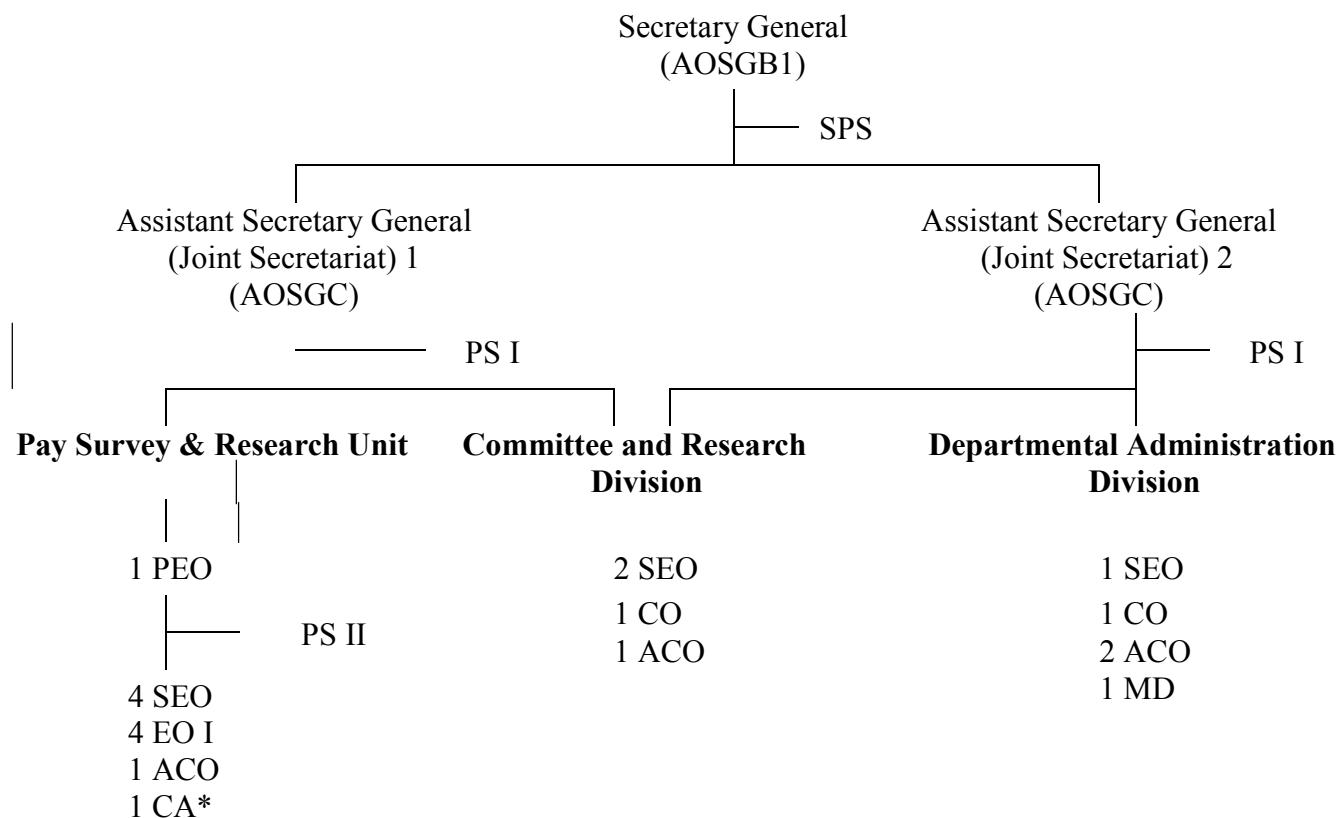 Secretary General
(AOSGB1)
SPS
Assistant Secretary General
(Joint Secretariat) 1
(AOSGC)
Assistant Secretary General
(Joint Secretariat) 2
(AOSGC)
PS I
PS I
Pay Survey & Research Unit
Committee and Research
Division
Departmental Administration
Division
1 PEO
PS II
4 SEO
4 EO I
1 ACO
1 CA*
2 SEO
1 CO
1 ACO
1 SEO
1 CO
2 ACO
1 MD